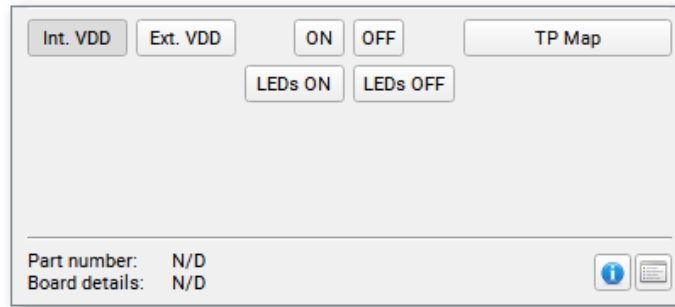 Int. VDD Ext. VDD ON OFF TP Map
LEDs ON LEDs OFF
Part number: N/D
Board details: N/D